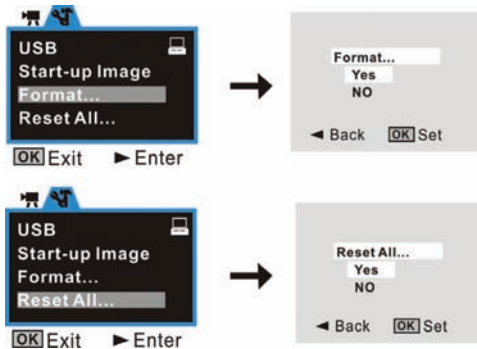 USB
Start-up Image
Format...
Reset All...
OK Exit ► Enter
Format...
Yes
NO
◄ Back OK Set
USB
Start-up Image
Format...
Reset All...
OK Exit ► Enter
Reset All...
Yes
NO
◄ Back OK Set